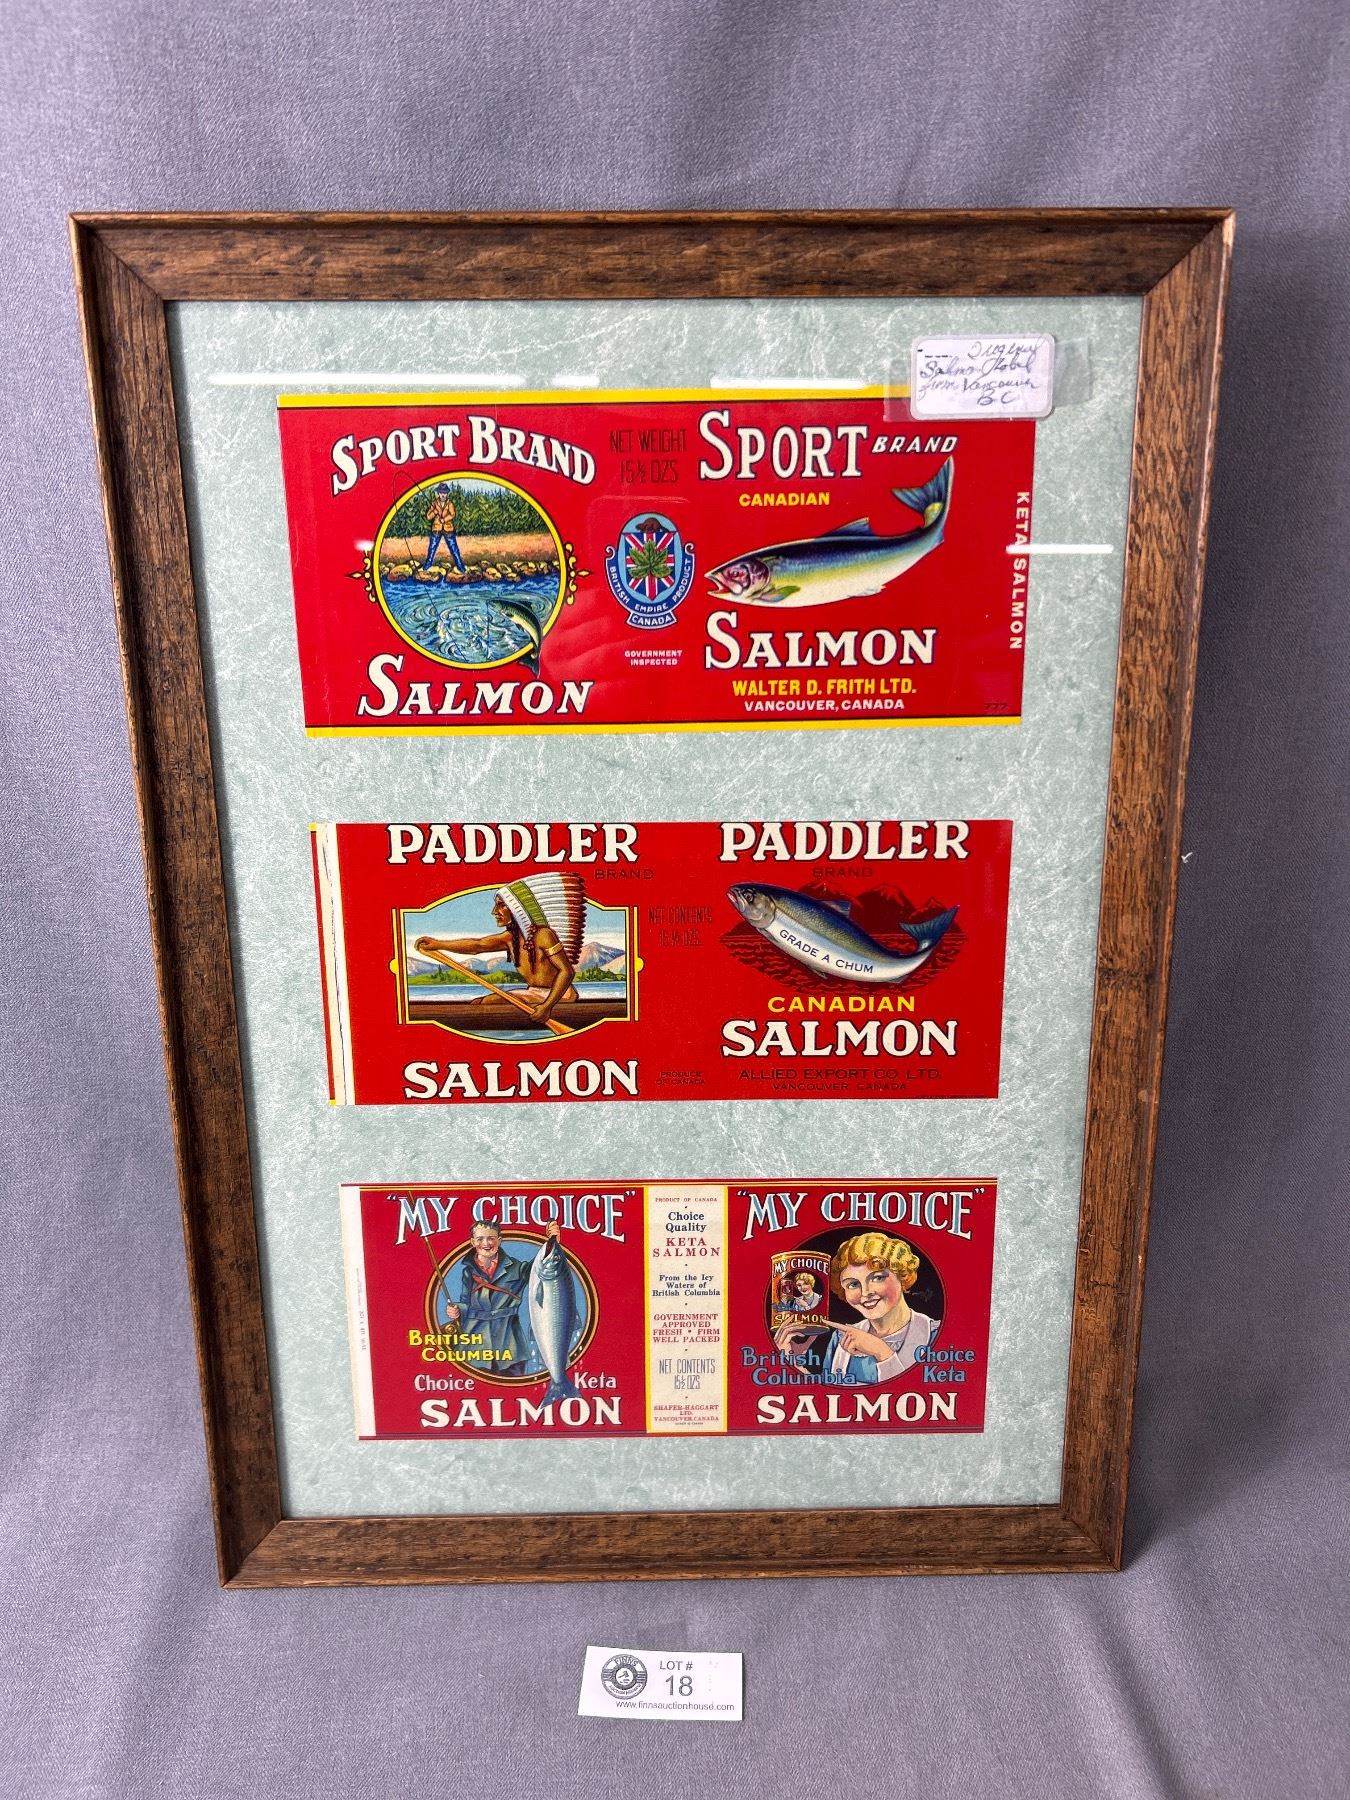 Original
Salmon Label
from Vancouver
BC
SPORT BRAND
SALMON
NET WEIGHT
15½ OZS
BRITISH EMPIRE PRODUCT
CANADA
GOVERNMENT
INSPECTED
SPORT BRAND
CANADIAN
SALMON
WALTER D. FRITH LTD.
VANCOUVER, CANADA
KETA SALMON
777
PADDLER
BRAND
SALMON
NET CONTENTS
15½ OZS.
PRODUCE
OF CANADA
PADDLER
BRAND
GRADE A CHUM
CANADIAN
SALMON
ALLIED EXPORT CO. LTD.
VANCOUVER, CANADA
"MY CHOICE"
BRITISH
COLUMBIA
Choice Keta
SALMON
PRODUCT OF CANADA
Choice
Quality
KETA
SALMON
From the Icy
Waters of
British Columbia
GOVERNMENT
APPROVED
FRESH • FIRM
WELL PACKED
NET CONTENTS
15½ OZS
SHAFER-HAGGART
LTD.
VANCOUVER, CANADA
"MY CHOICE"
MY CHOICE
SALMON
British
Columbia
Choice
Keta
SALMON
FINNS
LOT #
18
www.finnsauctionhouse.com